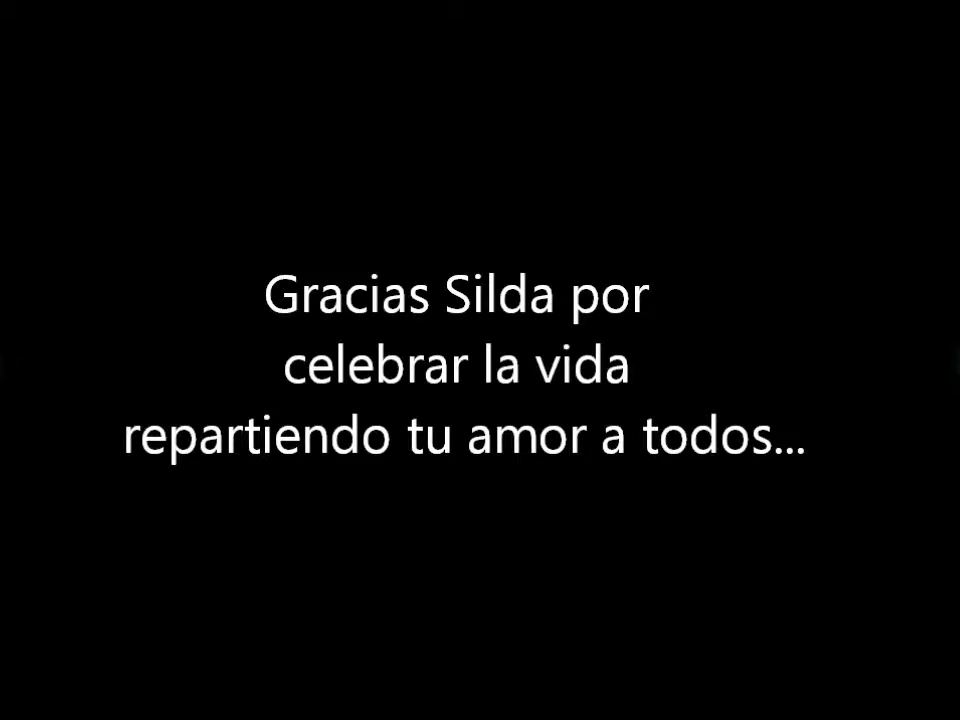 Gracias Silda por
celebrar la vida
repartiendo tu amor a todos...